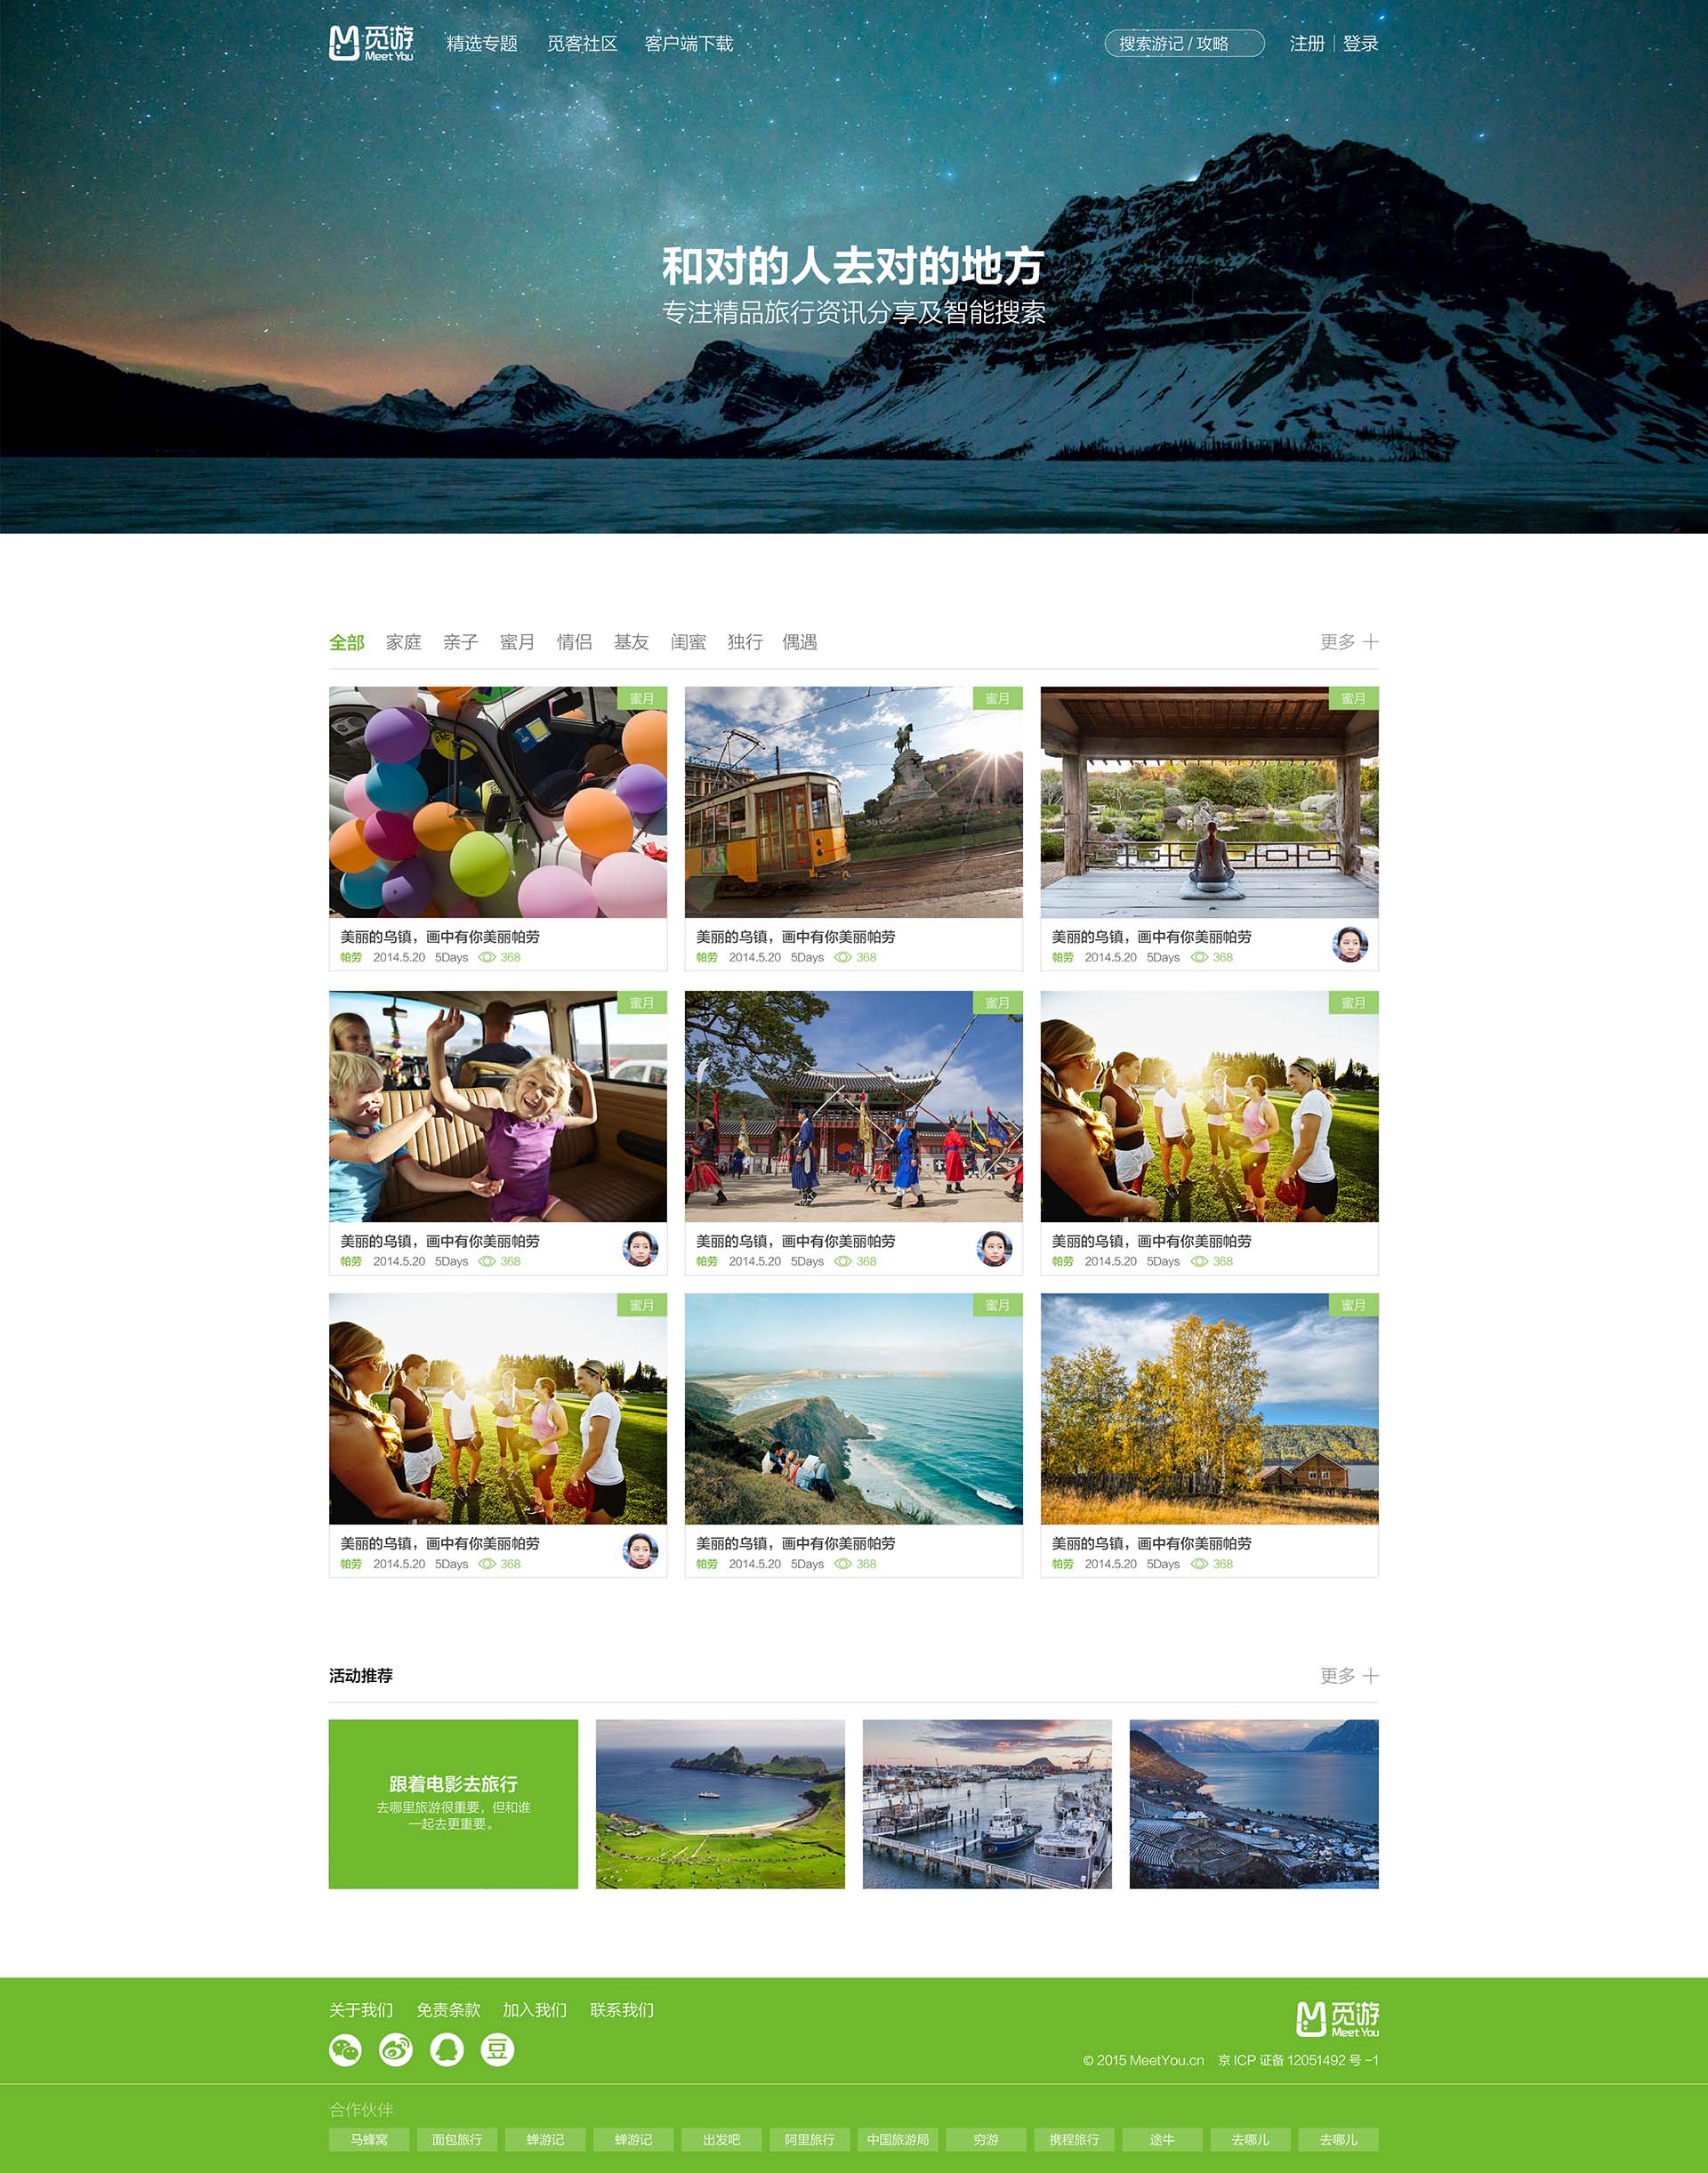 觅游 Meet You 精选专题 觅客社区 客户端下载 搜索游记 / 攻略 注册 登录
和对的人去对的地方
专注精品旅行资讯分享及智能搜索
全部 家庭 亲子 蜜月 情侣 基友 闺蜜 独行 偶遇 更多
蜜月 蜜月 蜜月
美丽的乌镇，画中有你美丽帕劳 美丽的乌镇，画中有你美丽帕劳 美丽的乌镇，画中有你美丽帕劳
帕劳 2014.5.20 5Days 368 帕劳 2014.5.20 5Days 368 帕劳 2014.5.20 5Days 368
蜜月 蜜月 蜜月
美丽的乌镇，画中有你美丽帕劳 美丽的乌镇，画中有你美丽帕劳 美丽的乌镇，画中有你美丽帕劳
帕劳 2014.5.20 5Days 368 帕劳 2014.5.20 5Days 368 帕劳 2014.5.20 5Days 368
蜜月 蜜月 蜜月
美丽的乌镇，画中有你美丽帕劳 美丽的乌镇，画中有你美丽帕劳 美丽的乌镇，画中有你美丽帕劳
帕劳 2014.5.20 5Days 368 帕劳 2014.5.20 5Days 368 帕劳 2014.5.20 5Days 368
活动推荐 更多
跟着电影去旅行
去哪里旅游很重要，但和谁
一起去更重要。
关于我们 免责条款 加入我们 联系我们 觅游 Meet You
豆
© 2015 MeetYou.cn 京 ICP 证备 12051492 号 -1
合作伙伴
马蜂窝 面包旅行 蝉游记 蝉游记 出发吧 阿里旅行 中国旅游局 穷游 携程旅行 途牛 去哪儿 去哪儿